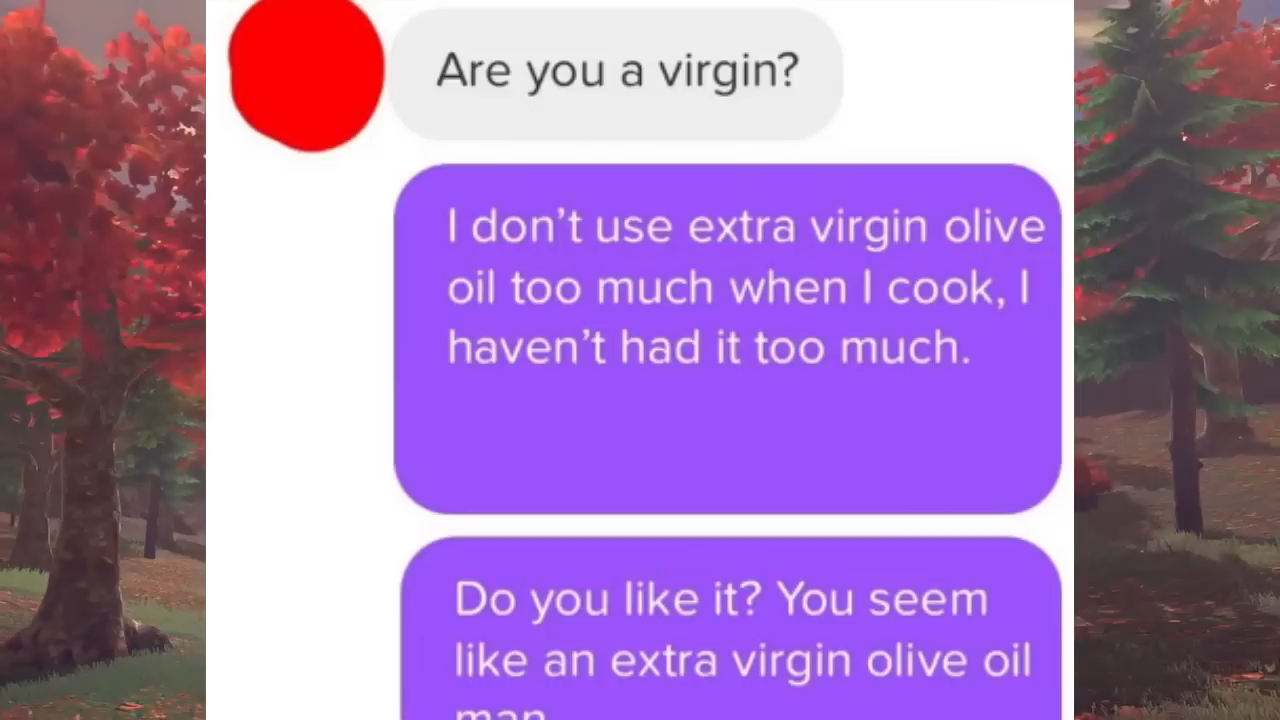 Are you a virgin?
I don’t use extra virgin olive
oil too much when I cook, I
haven’t had it too much.
Do you like it? You seem
like an extra virgin olive oil
man